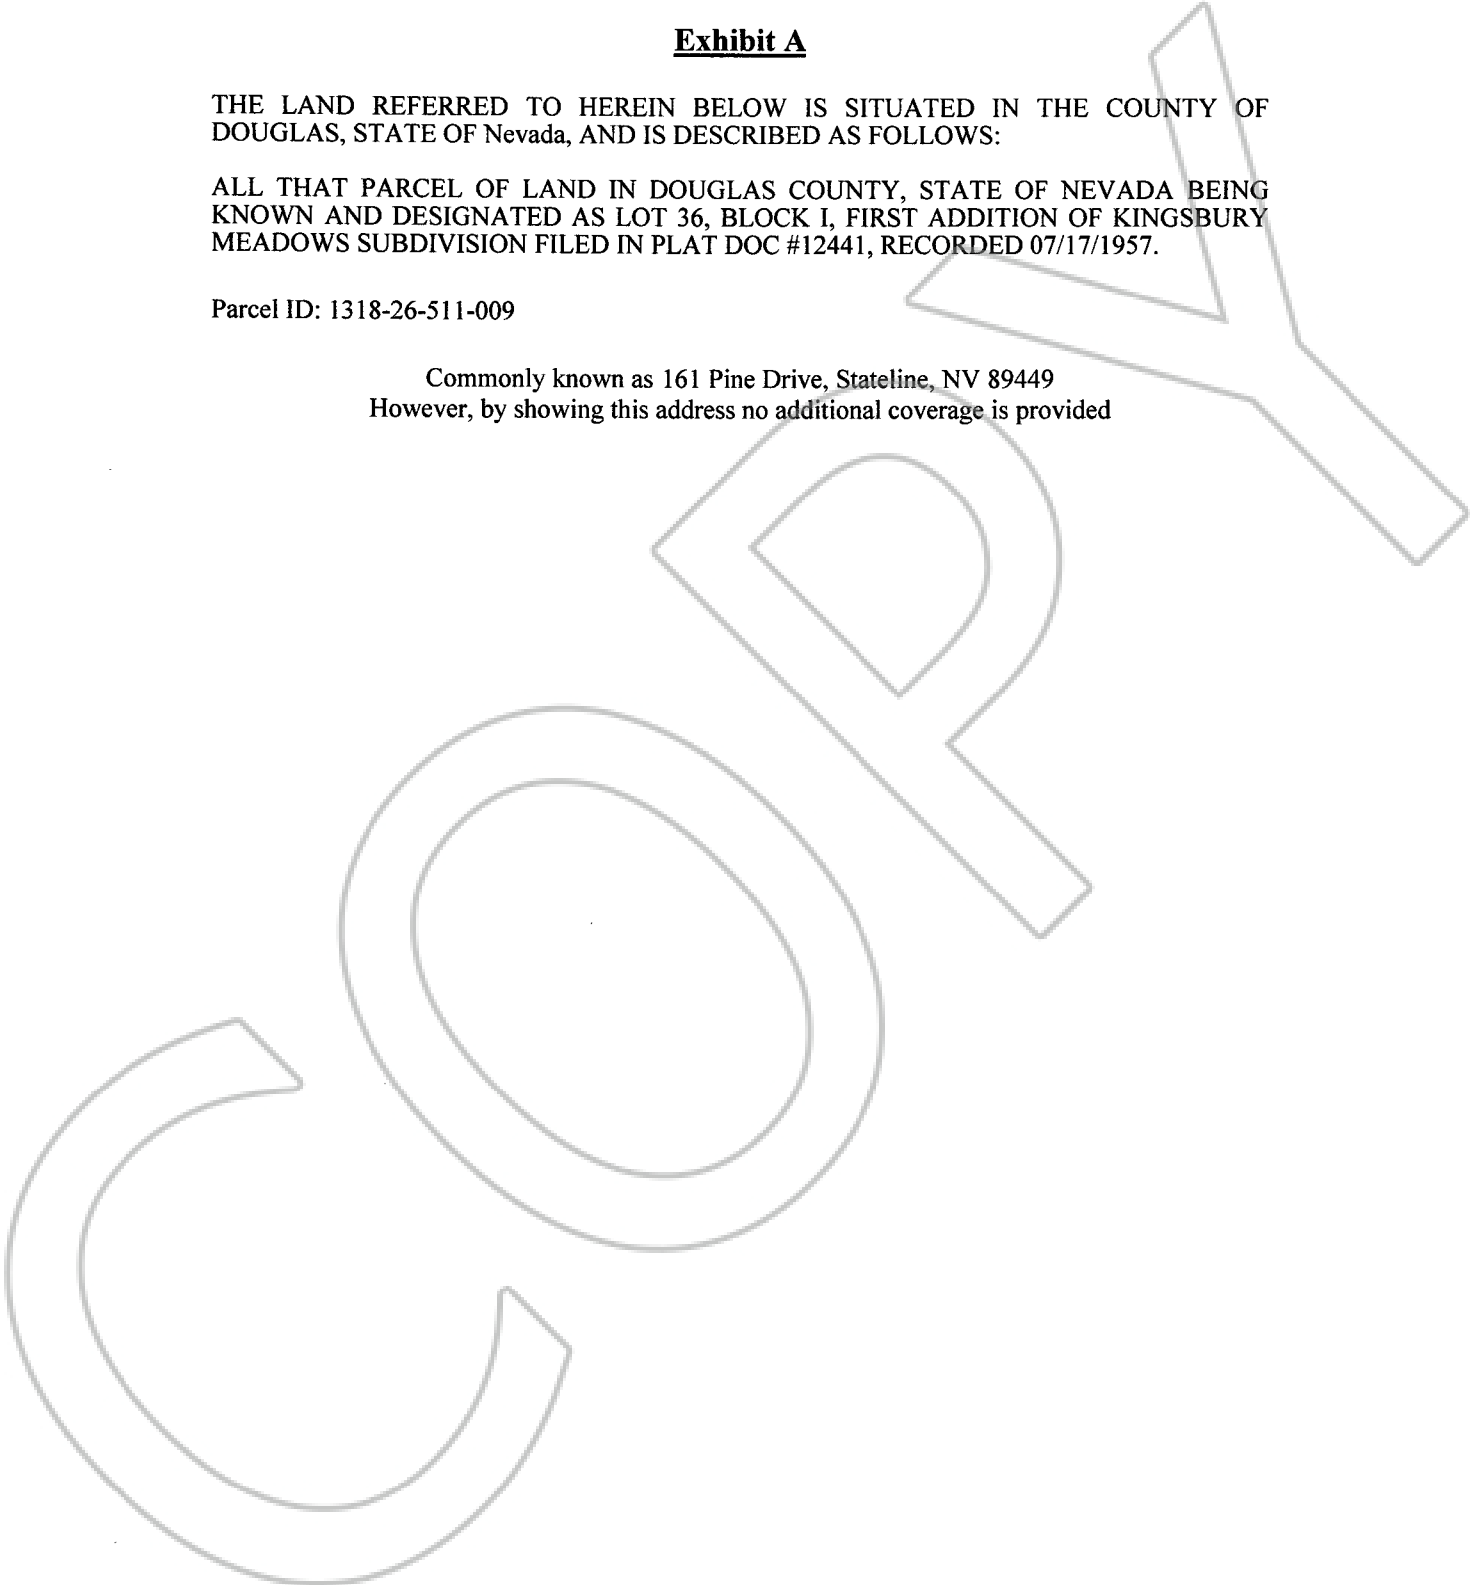 Exhibit A
THE LAND REFERRED TO HEREIN BELOW IS SITUATED IN THE COUNTY OF
DOUGLAS, STATE OF Nevada, AND IS DESCRIBED AS FOLLOWS:
ALL THAT PARCEL OF LAND IN DOUGLAS COUNTY, STATE OF NEVADA BEING
KNOWN AND DESIGNATED AS LOT 36, BLOCK I, FIRST ADDITION OF KINGSBURY
MEADOWS SUBDIVISION FILED IN PLAT DOC #12441, RECORDED 07/17/1957.
Parcel ID: 1318-26-511-009
Commonly known as 161 Pine Drive, Stateline, NV 89449
However, by showing this address no additional coverage is provided
COPY